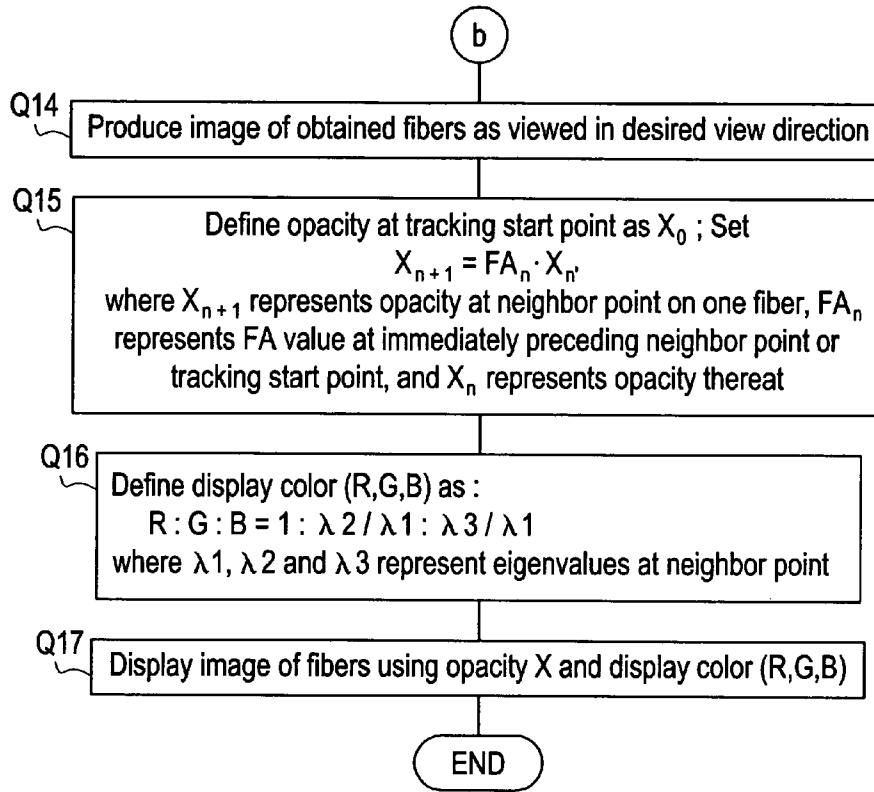 b
Q14
Produce image of obtained fibers as viewed in desired view direction
Q15
Define opacity at tracking start point as X₀ ; Set
Xₙ₊₁ = FAₙ · Xₙ,
where Xₙ₊₁ represents opacity at neighbor point on one fiber, FAₙ
represents FA value at immediately preceding neighbor point or
tracking start point, and Xₙ represents opacity thereat
Q16
Define display color (R,G,B) as :
R : G : B = 1 : λ2 / λ1 : λ3 / λ1
where λ1, λ2 and λ3 represent eigenvalues at neighbor point
Q17
Display image of fibers using opacity X and display color (R,G,B)
END